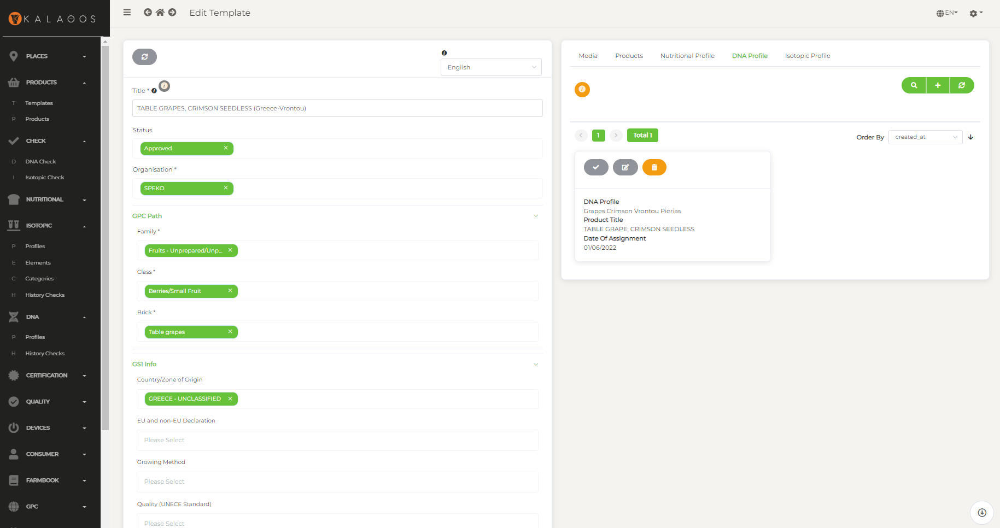 KALAΘOS
PLACES
PRODUCTS
T Templates
P Products
CHECK
D DNA Check
I Isotopic Check
NUTRITIONAL
ISOTOPIC
P Profiles
E Elements
C Categories
H History Checks
DNA
P Profiles
H History Checks
CERTIFICATION
QUALITY
DEVICES
CONSUMER
FARMBOOK
GPC
Edit Template
EN
English
Title *
TABLE GRAPES, CRIMSON SEEDLESS (Greece-Vrontou)
Status
Approved
Organisation *
SPEKO
GPC Path
Family *
Fruits - Unprepared/Unp...
Class *
Berries/Small Fruit
Brick *
Table grapes
GS1 Info
Country/Zone of Origin
GREECE - UNCLASSIFIED
EU and non-EU Declaration
Please Select
Growing Method
Please Select
Quality (UNECE Standard)
Please Select
Media Products Nutritional Profile DNA Profile Isotopic Profile
1 Total 1
Order By created_at
DNA Profile
Grapes Crimson Vrontou Pierias
Product Title
TABLE GRAPE, CRIMSON SEEDLESS
Date Of Assignment
01/06/2022